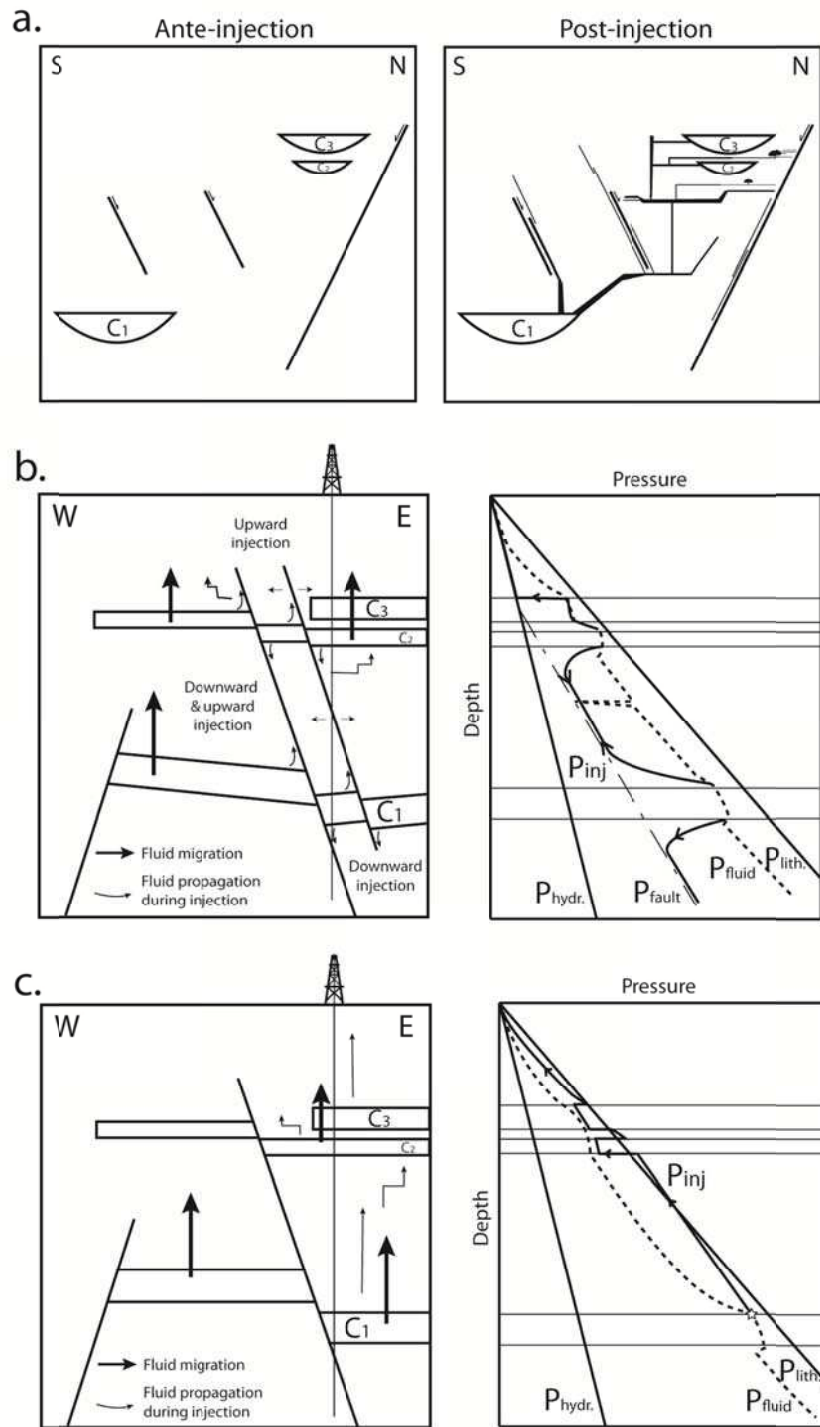 a.
Ante-injection
Post-injection
S
N
C3
C2
C1
S
N
C3
C2
C1
b.
W
E
Upward
injection
C3
C2
Downward
& upward
injection
C1
Fluid migration
Fluid propagation
during injection
Downward
injection
Pressure
Depth
Pinj
Phydr.
Pfault
Pfluid
Plith.
c.
W
E
C3
C2
C1
Fluid migration
Fluid propagation
during injection
Pressure
Depth
Pinj
Phydr.
Plith.
Pfluid